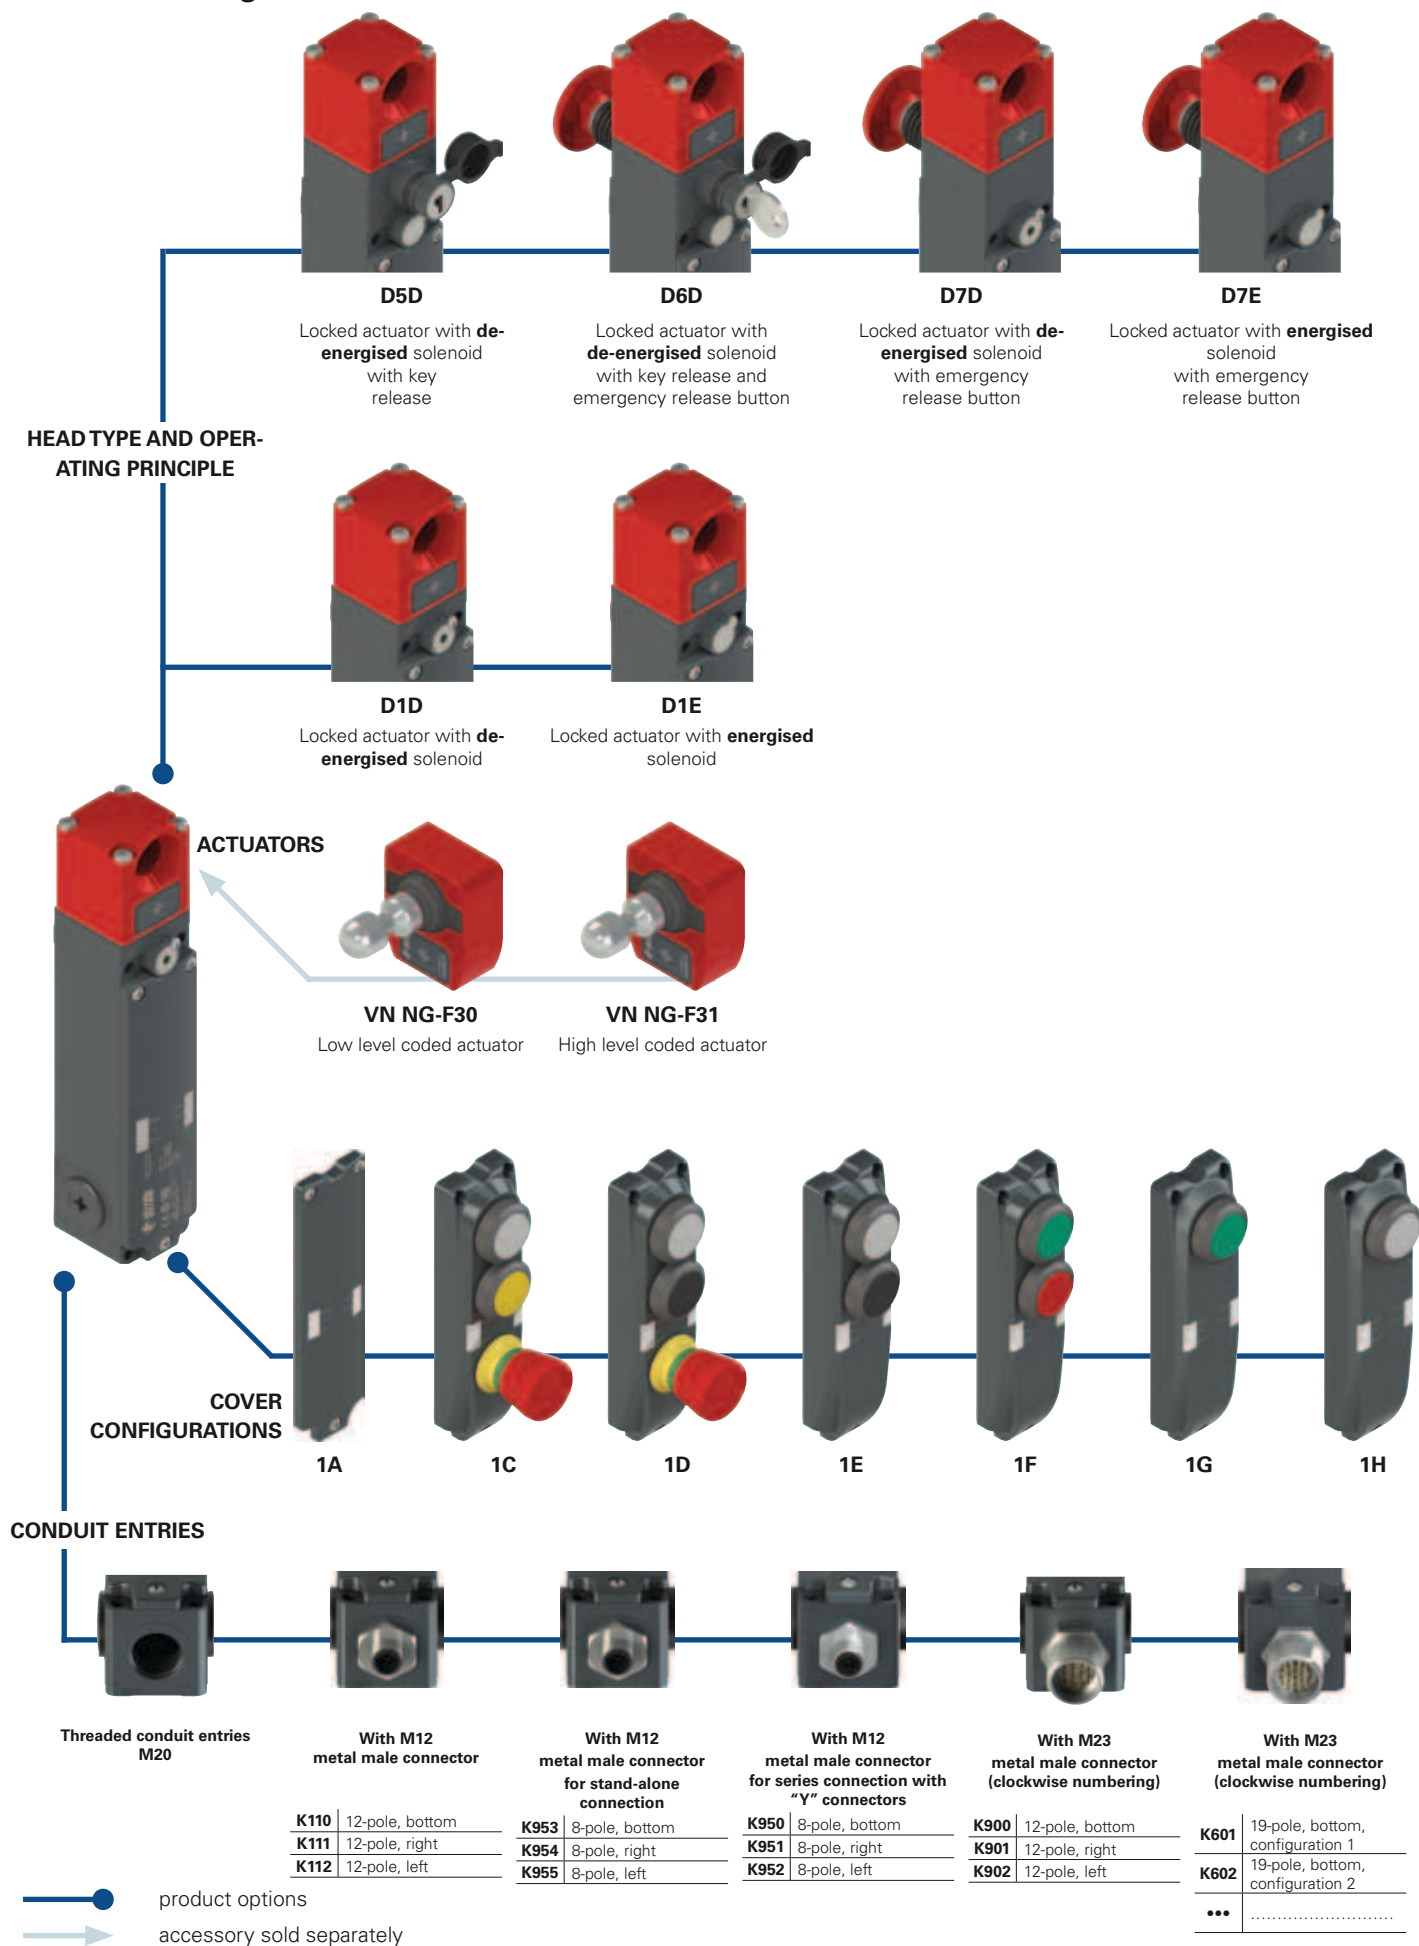 D5D
Locked actuator with de-
energised solenoid
with key
release
D6D
Locked actuator with
de-energised solenoid
with key release and
emergency release button
D7D
Locked actuator with de-
energised solenoid
with emergency
release button
D7E
Locked actuator with energised
solenoid
with emergency
release button
HEAD TYPE AND OPER-
ATING PRINCIPLE
D1D
Locked actuator with de-
energised solenoid
D1E
Locked actuator with energised
solenoid
ACTUATORS
VN NG-F30
Low level coded actuator
VN NG-F31
High level coded actuator
COVER
CONFIGURATIONS
1A
1C
1D
1E
1F
1G
1H
CONDUIT ENTRIES
Threaded conduit entries
M20
With M12
metal male connector
K110 12-pole, bottom
K111 12-pole, right
K112 12-pole, left
With M12
metal male connector
for stand-alone
connection
K953 8-pole, bottom
K954 8-pole, right
K955 8-pole, left
With M12
metal male connector
for series connection with
“Y” connectors
K950 8-pole, bottom
K951 8-pole, right
K952 8-pole, left
With M23
metal male connector
(clockwise numbering)
K900 12-pole, bottom
K901 12-pole, right
K902 12-pole, left
With M23
metal male connector
(clockwise numbering)
K601 19-pole, bottom,
configuration 1
K602 19-pole, bottom,
configuration 2
••• ...........................
product options
accessory sold separately